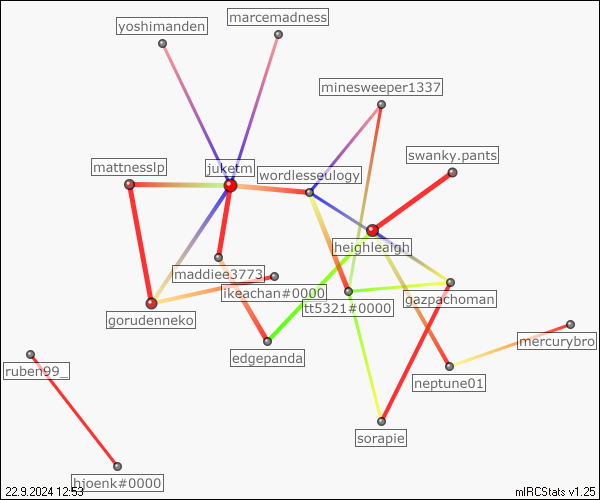 marcemadness
yoshimanden
minesweeper1337
swanky.pants
mattnesslp
juketm
wordlesseulogy
heighleaigh
maddiee3773
ikeachan#0000
gazpachoman
tt5321#0000
gorudenneko
mercurybro
edgepanda
ruben99_
neptune01
sorapie
hjoenk#0000
22.9.2024 12:53
mIRCStats v1.25